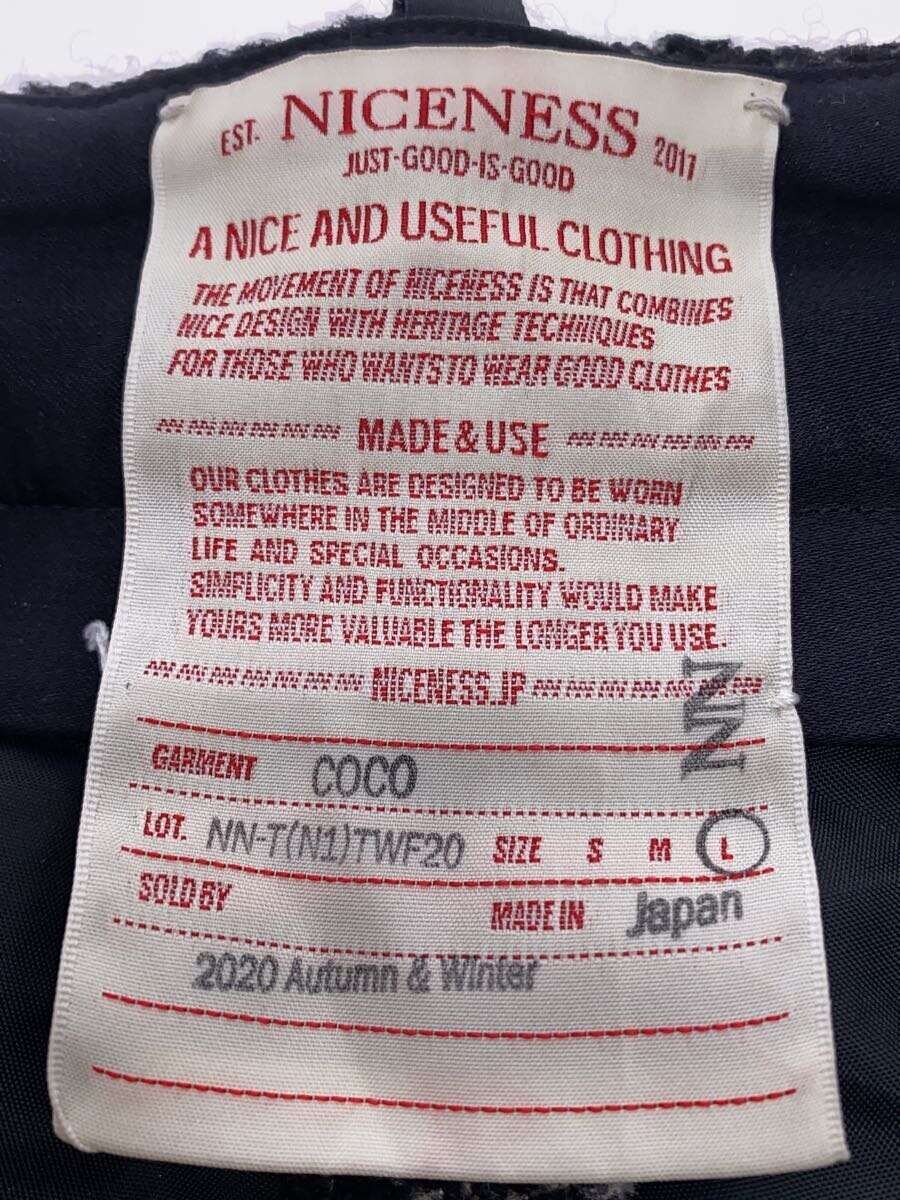 EST. NICENESS 2017
JUST-GOOD-IS-GOOD
A NICE AND USEFUL CLOTHING
THE MOVEMENT OF NICENESS IS THAT COMBINES
NICE DESIGN WITH HERITAGE TECHNIQUES
FOR THOSE WHO WANTS TO WEAR GOOD CLOTHES
MADE & USE
OUR CLOTHES ARE DESIGNED TO BE WORN
SOMEWHERE IN THE MIDDLE OF ORDINARY
LIFE AND SPECIAL OCCASIONS.
SIMPLICITY AND FUNCTIONALITY WOULD MAKE
YOURS MORE VALUABLE THE LONGER YOU USE.
NICENESS.JP
NN
GARMENT COCO
LOT. NN-T(N1)TWF20 SIZE S M L
SOLD BY MADE IN Japan
2020 Autumn & Winter